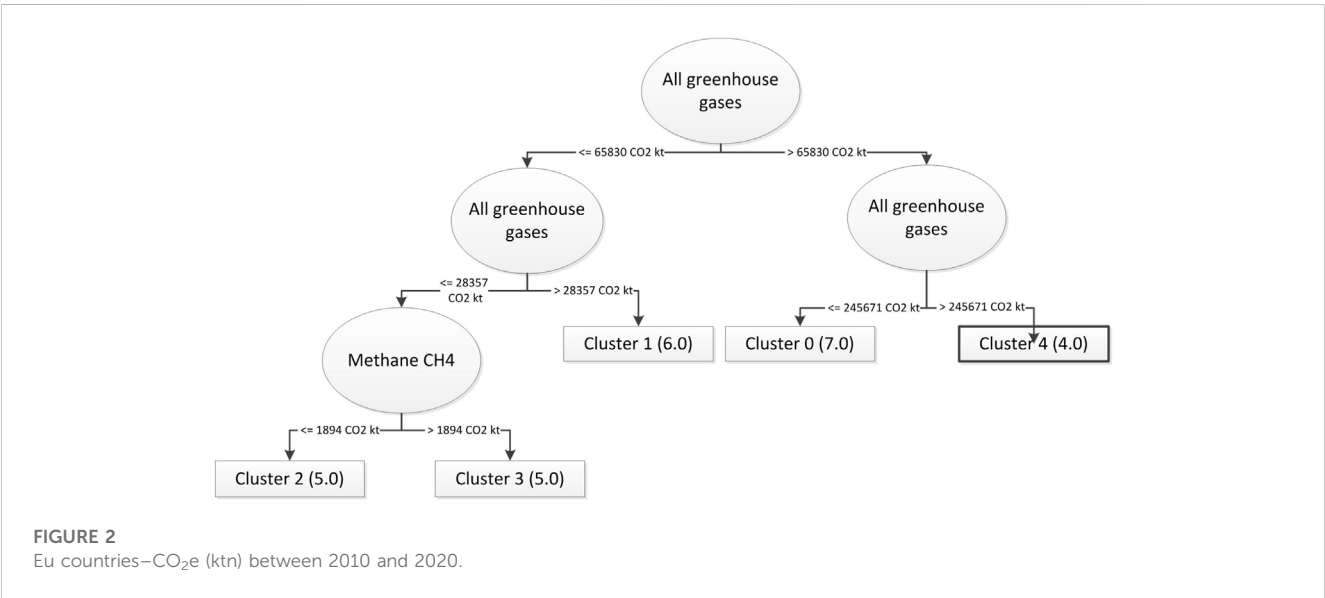 All greenhouse
gases
<= 65830 CO2 kt
> 65830 CO2 kt
All greenhouse
gases
All greenhouse
gases
<= 28357
CO2 kt
> 28357 CO2 kt
<= 245671 CO2 kt
> 245671 CO2 kt
Methane CH4
Cluster 1 (6.0)
Cluster 0 (7.0)
Cluster 4 (4.0)
<= 1894 CO2 kt
> 1894 CO2 kt
Cluster 2 (5.0)
Cluster 3 (5.0)
FIGURE 2
Eu countries–CO₂e (ktn) between 2010 and 2020.